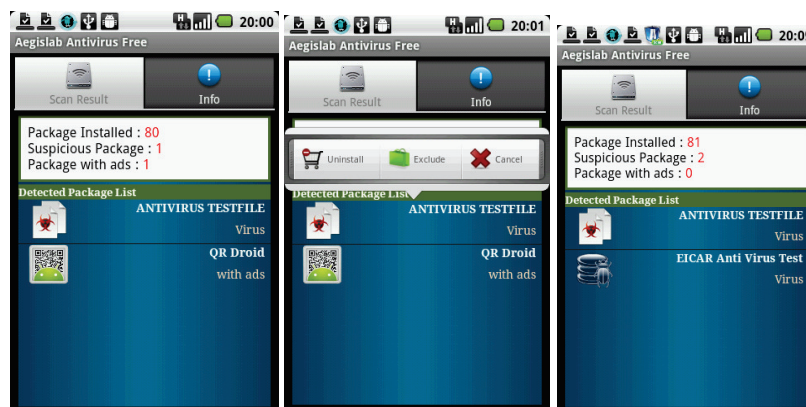 20:00
Aegislab Antivirus Free
Scan Result
Info
Package Installed : 80
Suspicious Package : 1
Package with ads : 1
Detected Package List
ANTIVIRUS TESTFILE
Virus
QR Droid
with ads
H
20:01
Aegislab Antivirus Free
Scan Result
Info
Uninstall
Exclude
Cancel
Detected Package List
ANTIVIRUS TESTFILE
Virus
QR Droid
with ads
H
20:09
Aegislab Antivirus Free
Scan Result
Info
Package Installed : 81
Suspicious Package : 2
Package with ads : 0
Detected Package List
ANTIVIRUS TESTFILE
Virus
EICAR Anti Virus Test
Virus